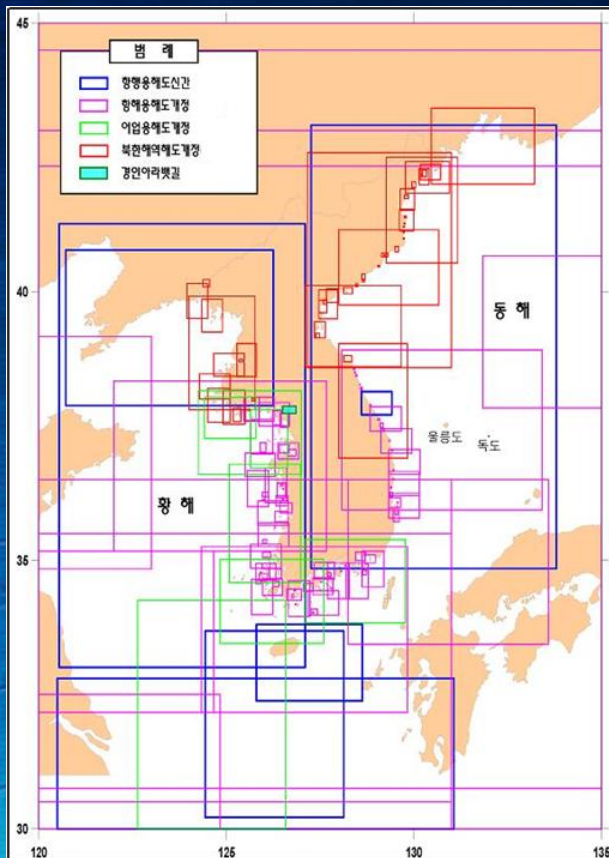 45
범 례
항행용해도신간
항해용해도개정
어업용해도개정
북한해역해도개정
경인아라뱃길
40
동 해
울릉도
독도
황 해
35
30
120
125
130
135